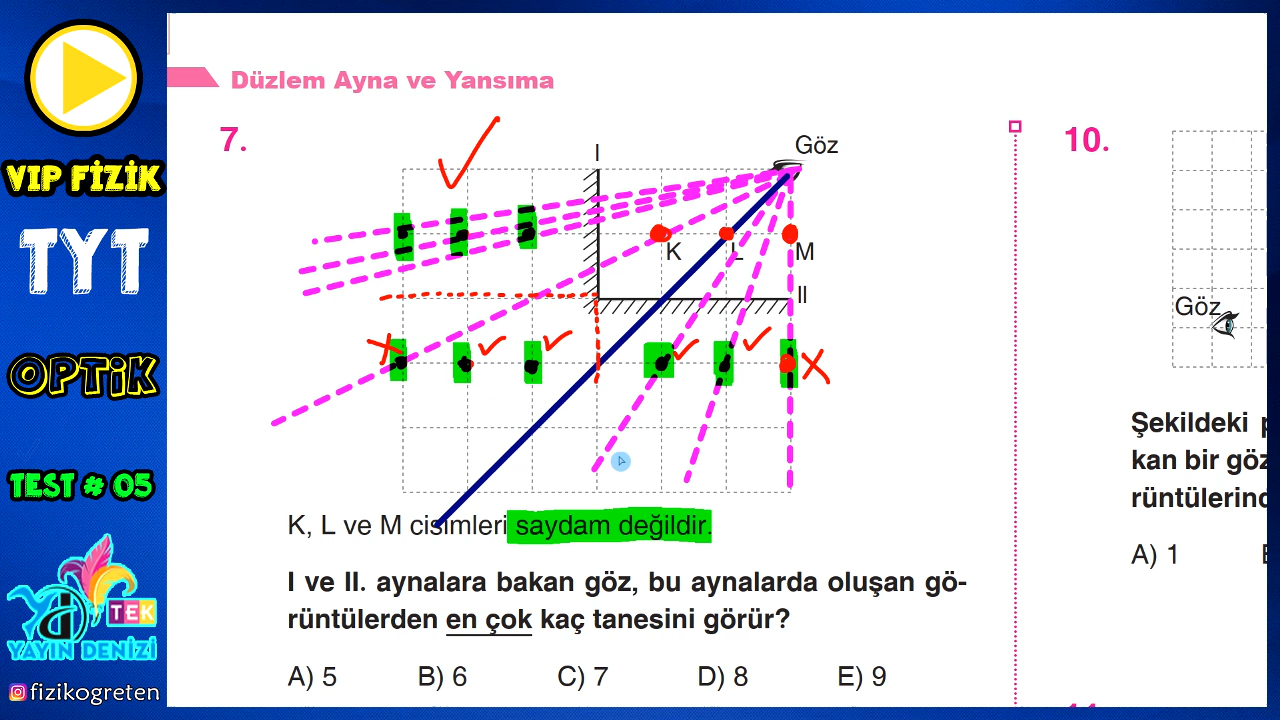 VIP FİZİK
TYT
OPTiK
TEST # 05
TEK
YAYIN DENİZİ
fizikogreten
Düzlem Ayna ve Yansıma
7.
I
Göz
K
L
M
II
K, L ve M cisimleri saydam değildir.
I ve II. aynalara bakan göz, bu aynalarda oluşan gö-
rüntülerden en çok kaç tanesini görür?
A) 5
B) 6
C) 7
D) 8
E) 9
10.
Göz
Şekildeki
kan bir göz
rüntülerind
A) 1